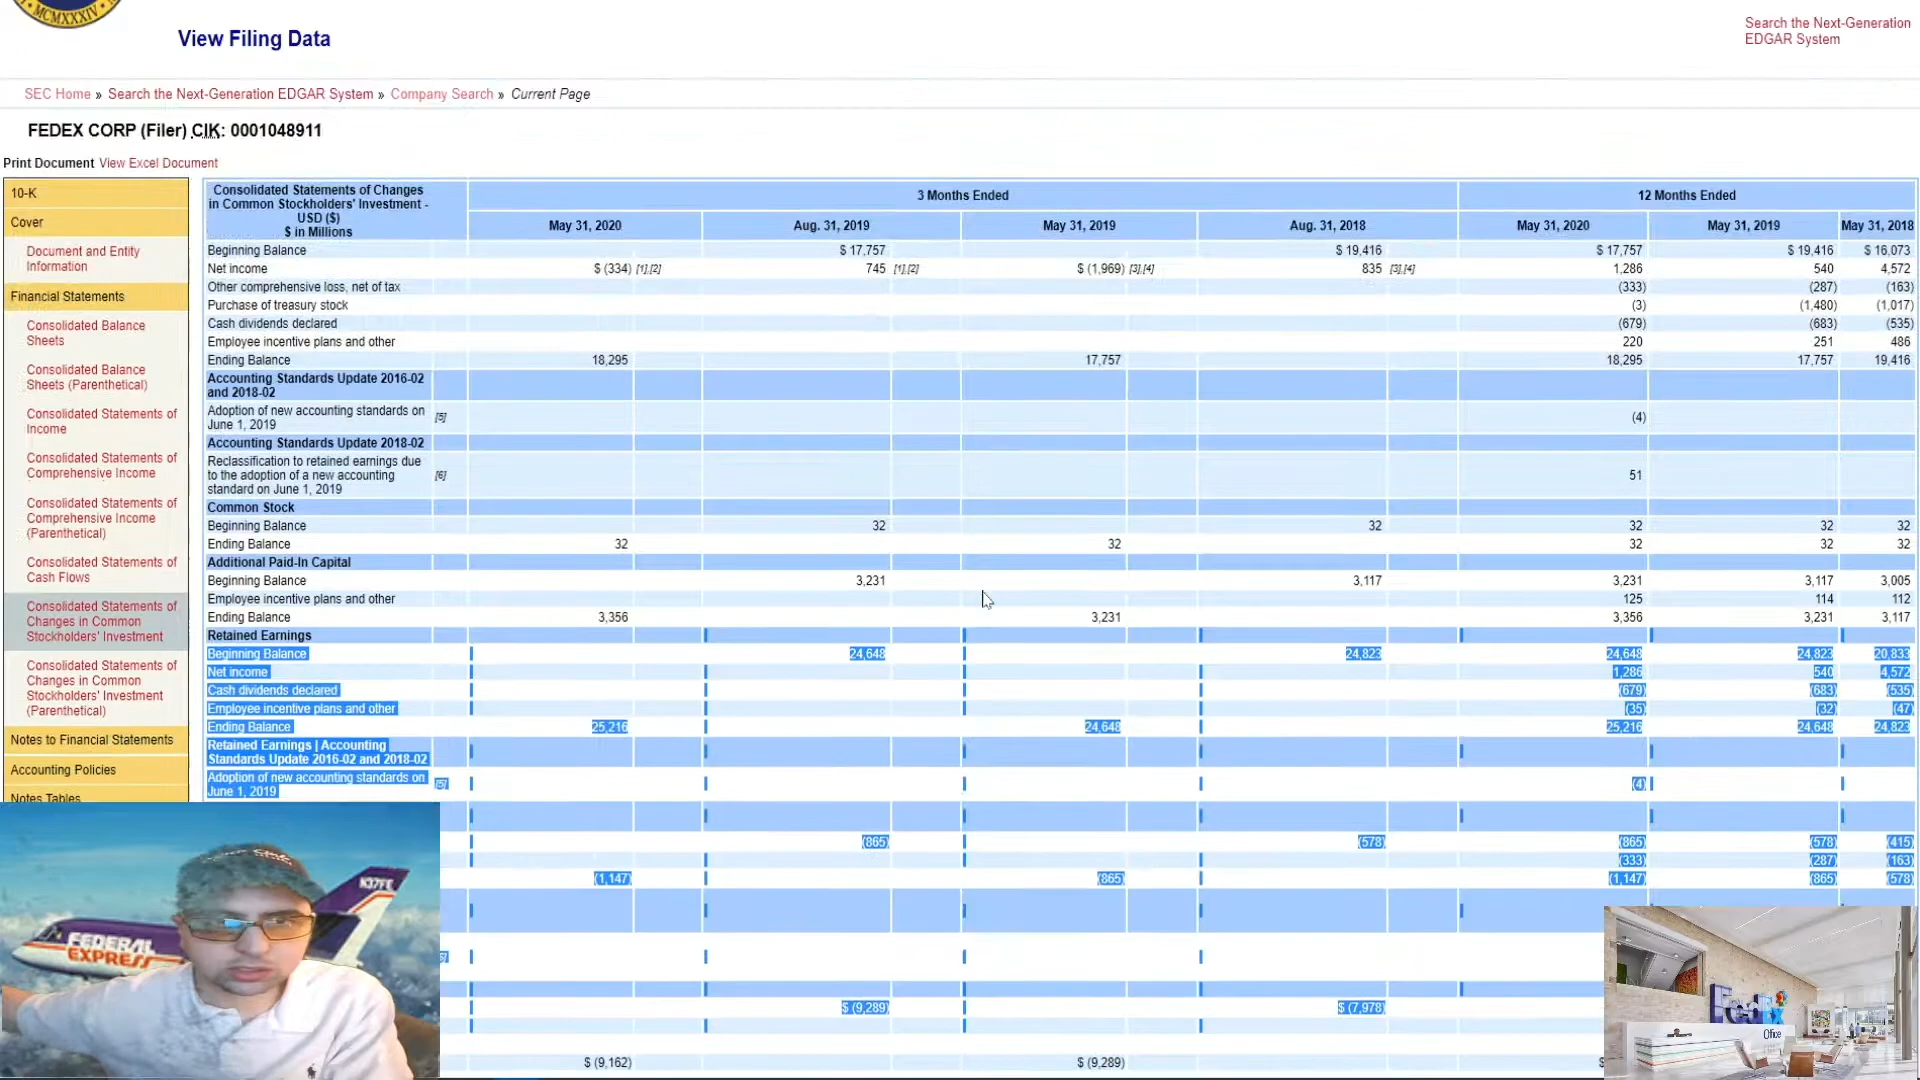 MCMXXXIV
View Filing Data
Search the Next-Generation
EDGAR System
SEC Home » Search the Next-Generation EDGAR System » Company Search » Current Page
FEDEX CORP (Filer) CIK: 0001048911
Print Document View Excel Document
10-K
Cover
Document and Entity
Information
Financial Statements
Consolidated Balance
Sheets
Consolidated Balance
Sheets (Parenthetical)
Consolidated Statements of
Income
Consolidated Statements of
Comprehensive Income
Consolidated Statements of
Comprehensive Income
(Parenthetical)
Consolidated Statements of
Cash Flows
Consolidated Statements of
Changes in Common
Stockholders' Investment
Consolidated Statements of
Changes in Common
Stockholders' Investment
(Parenthetical)
Notes to Financial Statements
Accounting Policies
Notes Tables
Consolidated Statements of Changes
in Common Stockholders' Investment -
USD ($)
$ in Millions
3 Months Ended 12 Months Ended
May 31, 2020 Aug. 31, 2019 May 31, 2019 Aug. 31, 2018 May 31, 2020 May 31, 2019 May 31, 2018
Beginning Balance $ 17,757 $ 19,416 $ 17,757 $ 19,416 $ 16,073
Net income $ (334) [1],[2] 745 [1],[2] $ (1,969) [3],[4] 835 [3],[4] 1,286 540 4,572
Other comprehensive loss, net of tax (333) (287) (163)
Purchase of treasury stock (3) (1,480) (1,017)
Cash dividends declared (679) (683) (535)
Employee incentive plans and other 220 251 486
Ending Balance 18,295 17,757 18,295 17,757 19,416
Accounting Standards Update 2016-02
and 2018-02
Adoption of new accounting standards on
June 1, 2019 [5] (4)
Accounting Standards Update 2018-02
Reclassification to retained earnings due
to the adoption of a new accounting
standard on June 1, 2019 [6] 51
Common Stock
Beginning Balance 32 32 32 32 32
Ending Balance 32 32 32 32 32
Additional Paid-In Capital
Beginning Balance 3,231 3,117 3,231 3,117 3,005
Employee incentive plans and other 125 114 112
Ending Balance 3,356 3,231 3,356 3,231 3,117
Retained Earnings
Beginning Balance 24,648 24,823 24,648 24,823 20,833
Net income 1,286 540 4,572
Cash dividends declared (679) (683) (535)
Employee incentive plans and other (35) (32) (47)
Ending Balance 25,216 24,648 25,216 24,648 24,823
Retained Earnings | Accounting
Standards Update 2016-02 and 2018-02
Adoption of new accounting standards on
June 1, 2019 [5] (4)
(865) (578) (865) (578) (415)
(333) (287) (163)
(1,147) (865) (1,147) (865) (578)
$ (9,289) $ (7,978)
$ (9,162) $ (9,289)
FEDERAL
EXPRESS
FedEx
Office